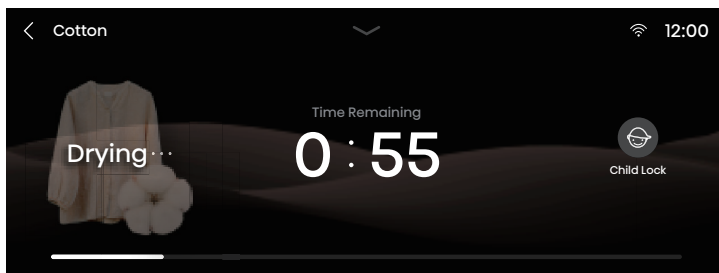 Cotton
12:00
Time Remaining
Drying···
0 : 55
Child Lock